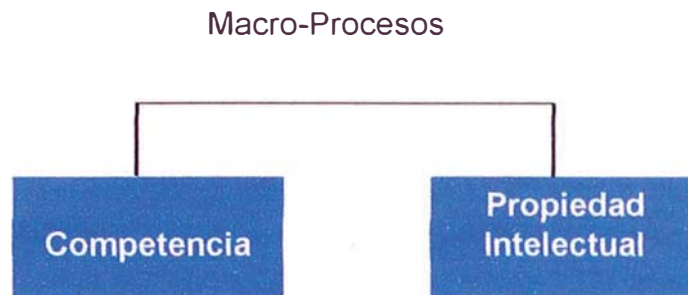 Macro-Procesos
Competencia
Propiedad
Intelectual